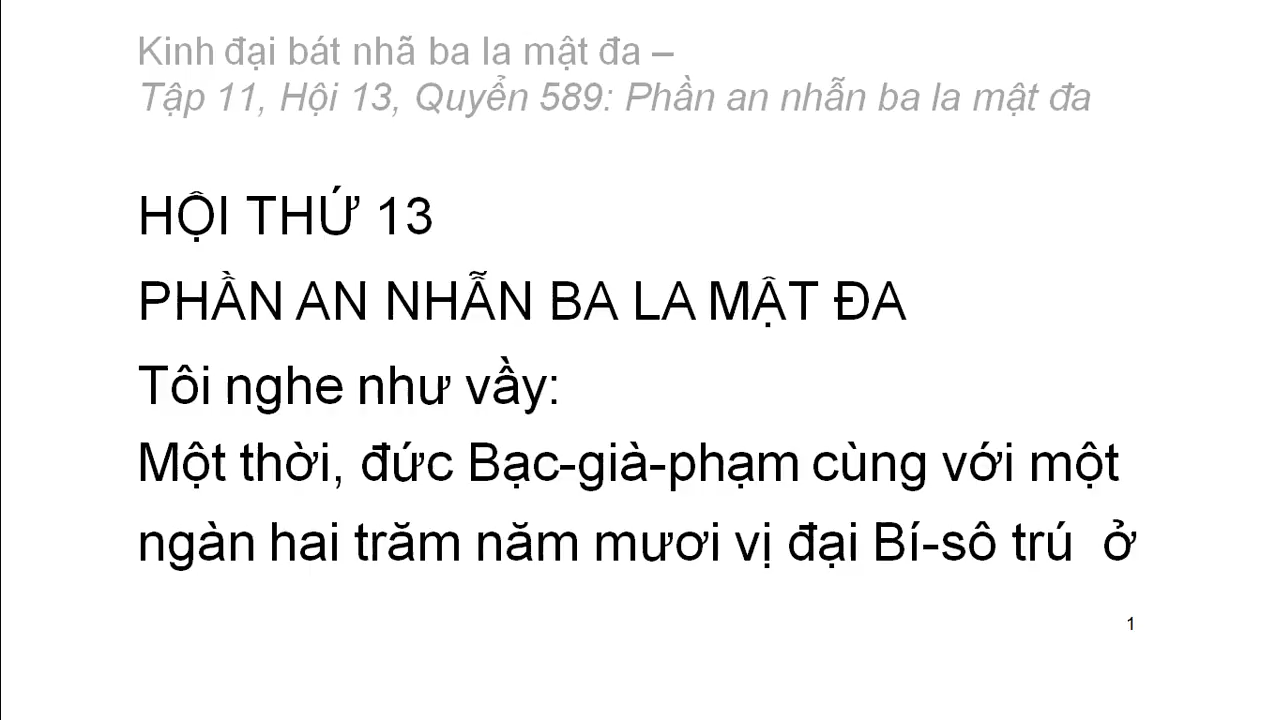 Kinh đại bát nhã ba la mật đa –
Tập 11, Hội 13, Quyển 589: Phần an nhẫn ba la mật đa
HỘI THỨ 13
PHẦN AN NHẪN BA LA MẬT ĐA
Tôi nghe như vầy:
Một thời, đức Bạc-già-phạm cùng với một
ngàn hai trăm năm mươi vị đại Bí-sô trú ở
1